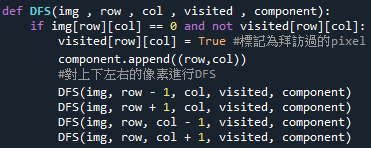 def DFS(img , row , col , visited , component):
    if img[row][col] == 0 and not visited[row][col]:
        visited[row][col] = True #標記為拜訪過的pixel
        component.append((row,col))
        #對上下左右的像素進行DFS
        DFS(img, row - 1, col, visited, component)
        DFS(img, row + 1, col, visited, component)
        DFS(img, row, col - 1, visited, component)
        DFS(img, row, col + 1, visited, component)